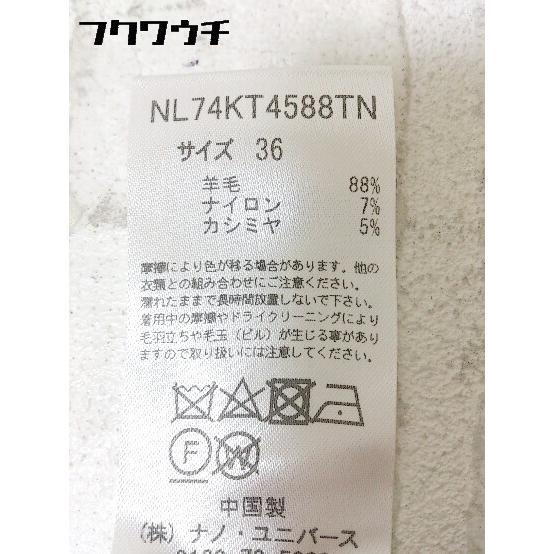 フクワウチ
NL74KT4588TN
サイズ 36
羊毛 88%
ナイロン 7%
カシミヤ 5%
摩擦により色が移る場合があります。他の
衣類との組み合わせにご注意ください。
濡れたままで長時間放置しないで下さい。
着用中の摩擦やドライクリーニングにより
毛羽立ちや毛玉（ピル）が生じる事があり
ますので取り扱いには注意してください。
F W
中国製
（株）ナノ・ユニバース